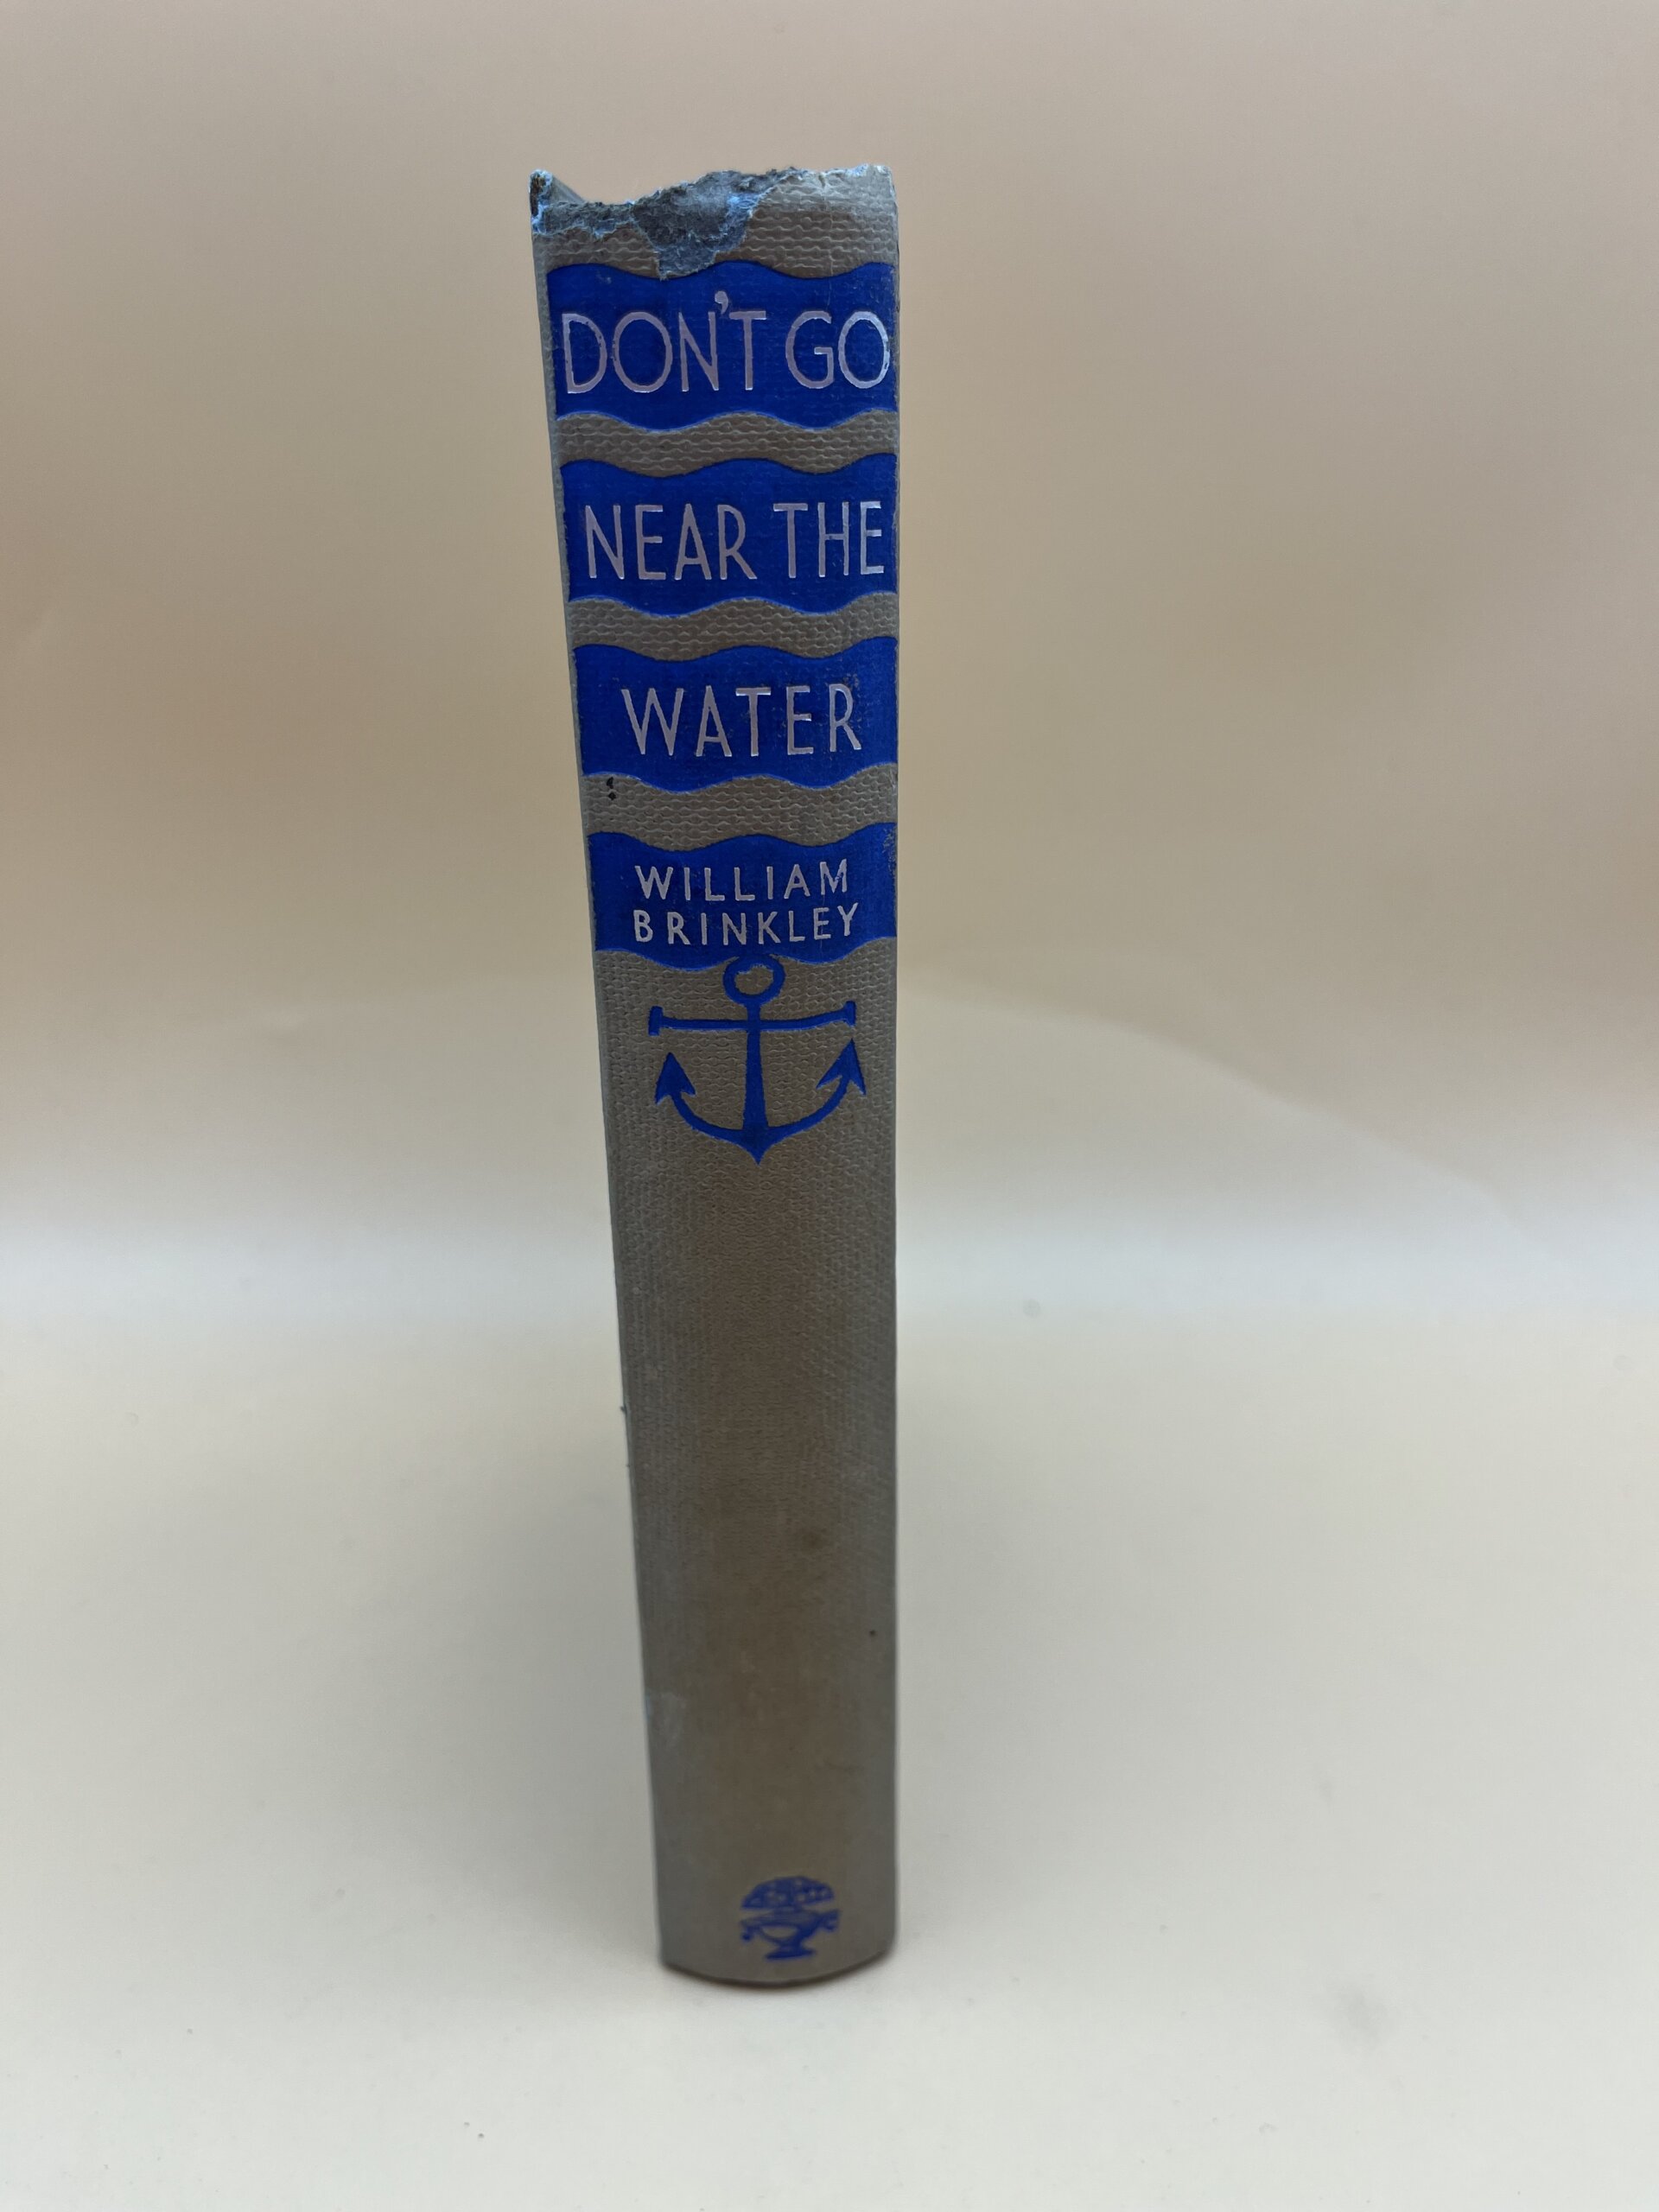 DON'T GO
NEAR THE
WATER
WILLIAM
BRINKLEY